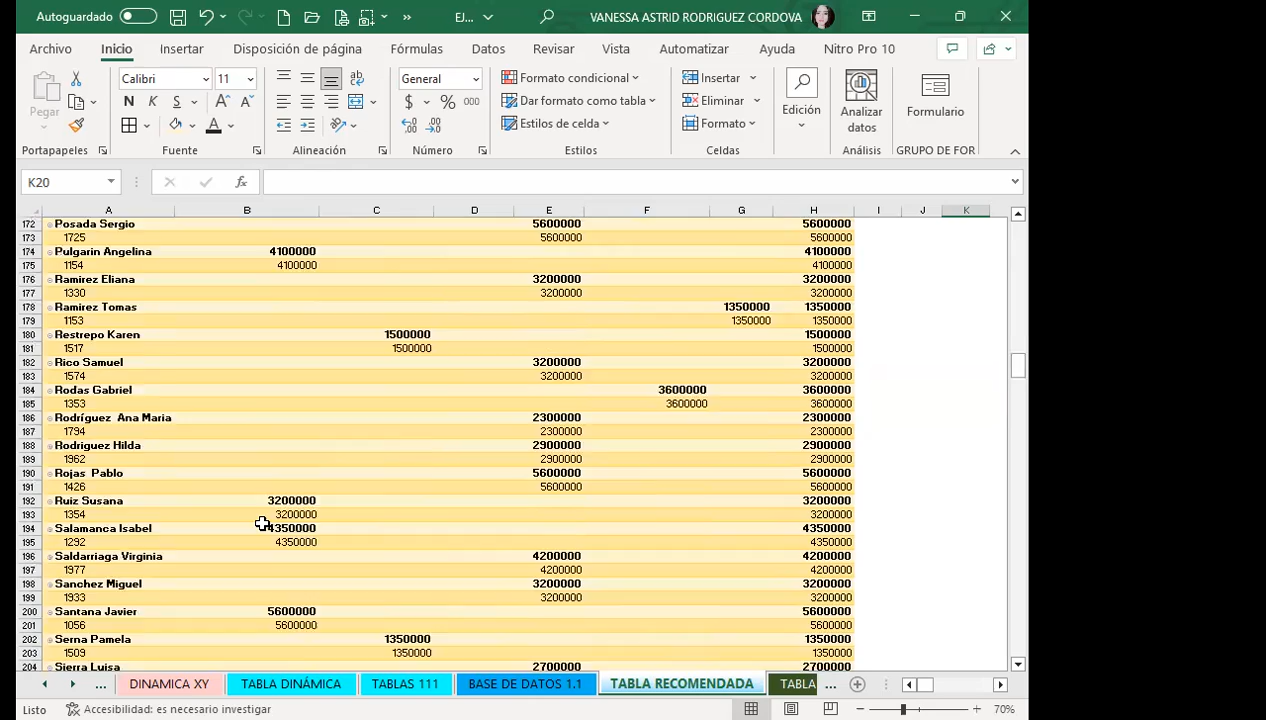 Autoguardado
EJ...
VANESSA ASTRID RODRIGUEZ CORDOVA
Archivo Inicio Insertar Disposición de página Fórmulas Datos Revisar Vista Automatizar Ayuda Nitro Pro 10
Pegar
Calibri 11
N K S
General
$ % 000
Formato condicional
Dar formato como tabla
Estilos de celda
Insertar
Eliminar
Formato
Edición
Analizar datos
Formulario
Portapapeles Fuente Alineación Número Estilos Celdas Análisis GRUPO DE FOR
K20 fx
A B C D E F G H I J K
172 Posada Sergio 5600000 5600000
173 1725 5600000 5600000
174 Pulgarin Angelina 4100000 4100000
175 1154 4100000 4100000
176 Ramirez Eliana 3200000 3200000
177 1330 3200000 3200000
178 Ramirez Tomas 1350000 1350000
179 1153 1350000 1350000
180 Restrepo Karen 1500000 1500000
181 1517 1500000 1500000
182 Rico Samuel 3200000 3200000
183 1574 3200000 3200000
184 Rodas Gabriel 3600000 3600000
185 1353 3600000 3600000
186 Rodríguez Ana Maria 2300000 2300000
187 1794 2300000 2300000
188 Rodriguez Hilda 2900000 2900000
189 1962 2900000 2900000
190 Rojas Pablo 5600000 5600000
191 1426 5600000 5600000
192 Ruiz Susana 3200000 3200000
193 1354 3200000 3200000
194 Salamanca Isabel 4350000 4350000
195 1292 4350000 4350000
196 Saldarriaga Virginia 4200000 4200000
197 1977 4200000 4200000
198 Sanchez Miguel 3200000 3200000
199 1933 3200000 3200000
200 Santana Javier 5600000 5600000
201 1056 5600000 5600000
202 Serna Pamela 1350000 1350000
203 1509 1350000 1350000
204 Sierra Luisa 2700000 2700000
... DINAMICA XY TABLA DINÁMICA TABLAS 111 BASE DE DATOS 1.1 TABLA RECOMENDADA TABLA ...
Listo Accesibilidad: es necesario investigar 70%